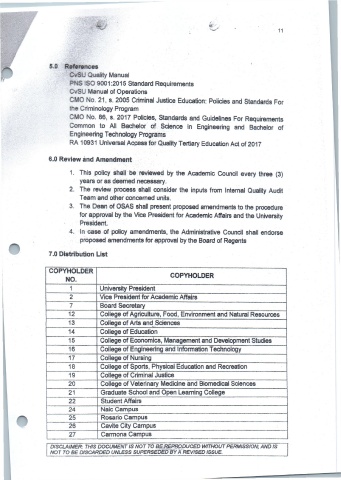 11
5.0 References
CvSU Quality Manual
PNS ISO 9001:2015 Standard Requirements
CvSU Manual of Operations
CMO No. 21, s. 2005 Criminal Justice Education: Policies and Standards For
the Criminology Program
CMO No. 86, s. 2017 Policies, Standards and Guidelines For Requirements
Common to All Bachelor of Science in Engineering and Bachelor of
Engineering Technology Programs
RA 10931 Universal Access for Quality Tertiary Education Act of 2017
6.0 Review and Amendment
1. This policy shall be reviewed by the Academic Council every three (3)
years or as deemed necessary.
2. The review process shall consider the inputs from Internal Quality Audit
Team and other concerned units.
3. The Dean of OSAS shall present proposed amendments to the procedure
for approval by the Vice President for Academic Affairs and the University
President.
4. In case of policy amendments, the Administrative Council shall endorse
proposed amendments for approval by the Board of Regents
7.0 Distribution List
COPYHOLDER NO. COPYHOLDER
1 University President
2 Vice President for Academic Affairs
7 Board Secretary
12 College of Agriculture, Food, Environment and Natural Resources
13 College of Arts and Sciences
14 College of Education
15 College of Economics, Management and Development Studies
16 College of Engineering and Information Technology
17 College of Nursing
18 College of Sports, Physical Education and Recreation
19 College of Criminal Justice
20 College of Veterinary Medicine and Biomedical Sciences
21 Graduate School and Open Learning College
22 Student Affairs
24 Naic Campus
25 Rosario Campus
26 Cavite City Campus
27 Carmona Campus
DISCLAIMER: THIS DOCUMENT IS NOT TO BE REPRODUCED WITHOUT PERMISSION, AND IS
NOT TO BE DISCARDED UNLESS SUPERSEDED BY A REVISED ISSUE.